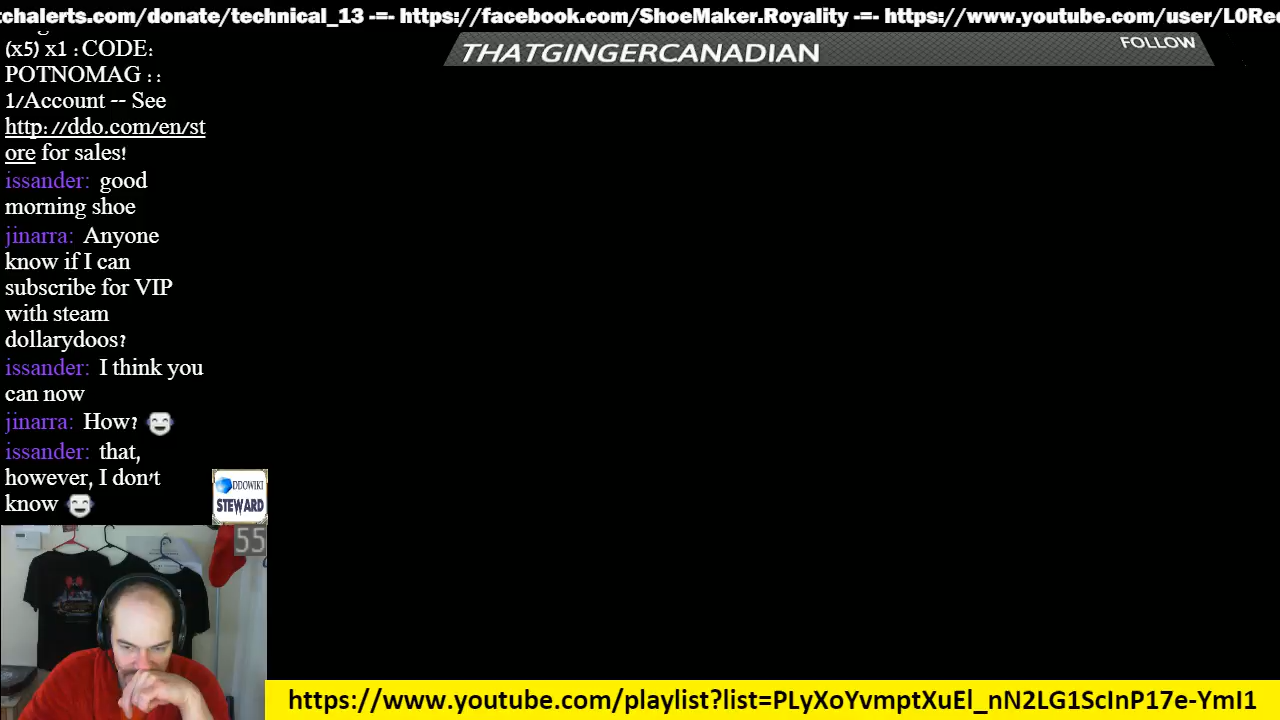 tchalerts.com/donate/technical_13 -=- https://facebook.com/ShoeMaker.Royality -=- https://www.youtube.com/user/L0Re
THATGINGERCANADIAN
FOLLOW
(x5) x1 :CODE:
POTNOMAG ::
1/Account -- See
http://ddo.com/en/st
ore for sales!
issander: good
morning shoe
jinarra: Anyone
know if I can
subscribe for VIP
with steam
dollarydoos?
issander: I think you
can now
jinarra: How?
issander: that,
however, I don't
know
DDOWIKI
STEWARD
55
https://www.youtube.com/playlist?list=PLyXoYvmptXuEl_nN2LG1ScInP17e-YmI1